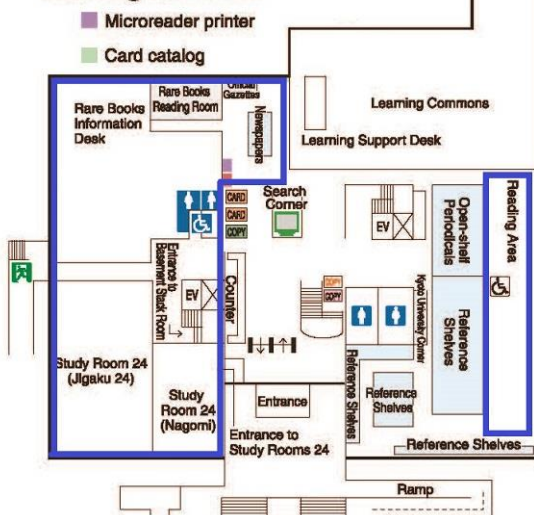 Microreader printer
Card catalog
Rare Books
Information
Desk
Rare Books
Reading Room
Official
Gazettes
Newspapers
Learning Commons
Learning Support Desk
Search
Corner
CARD
CARD
COPY
EV
Open-shelf
Periodicals
Reading Area
Entrance to
Basement Stack Room
EV
Counter
COPY
COPY
Kyoto University Corner
Reference
Shelves
Study Room 24
(Jigaku 24)
Study
Room 24
(Nagomi)
Entrance
Reference Shelves
Reference
Shelves
Entrance to
Study Rooms 24
Reference Shelves
Ramp